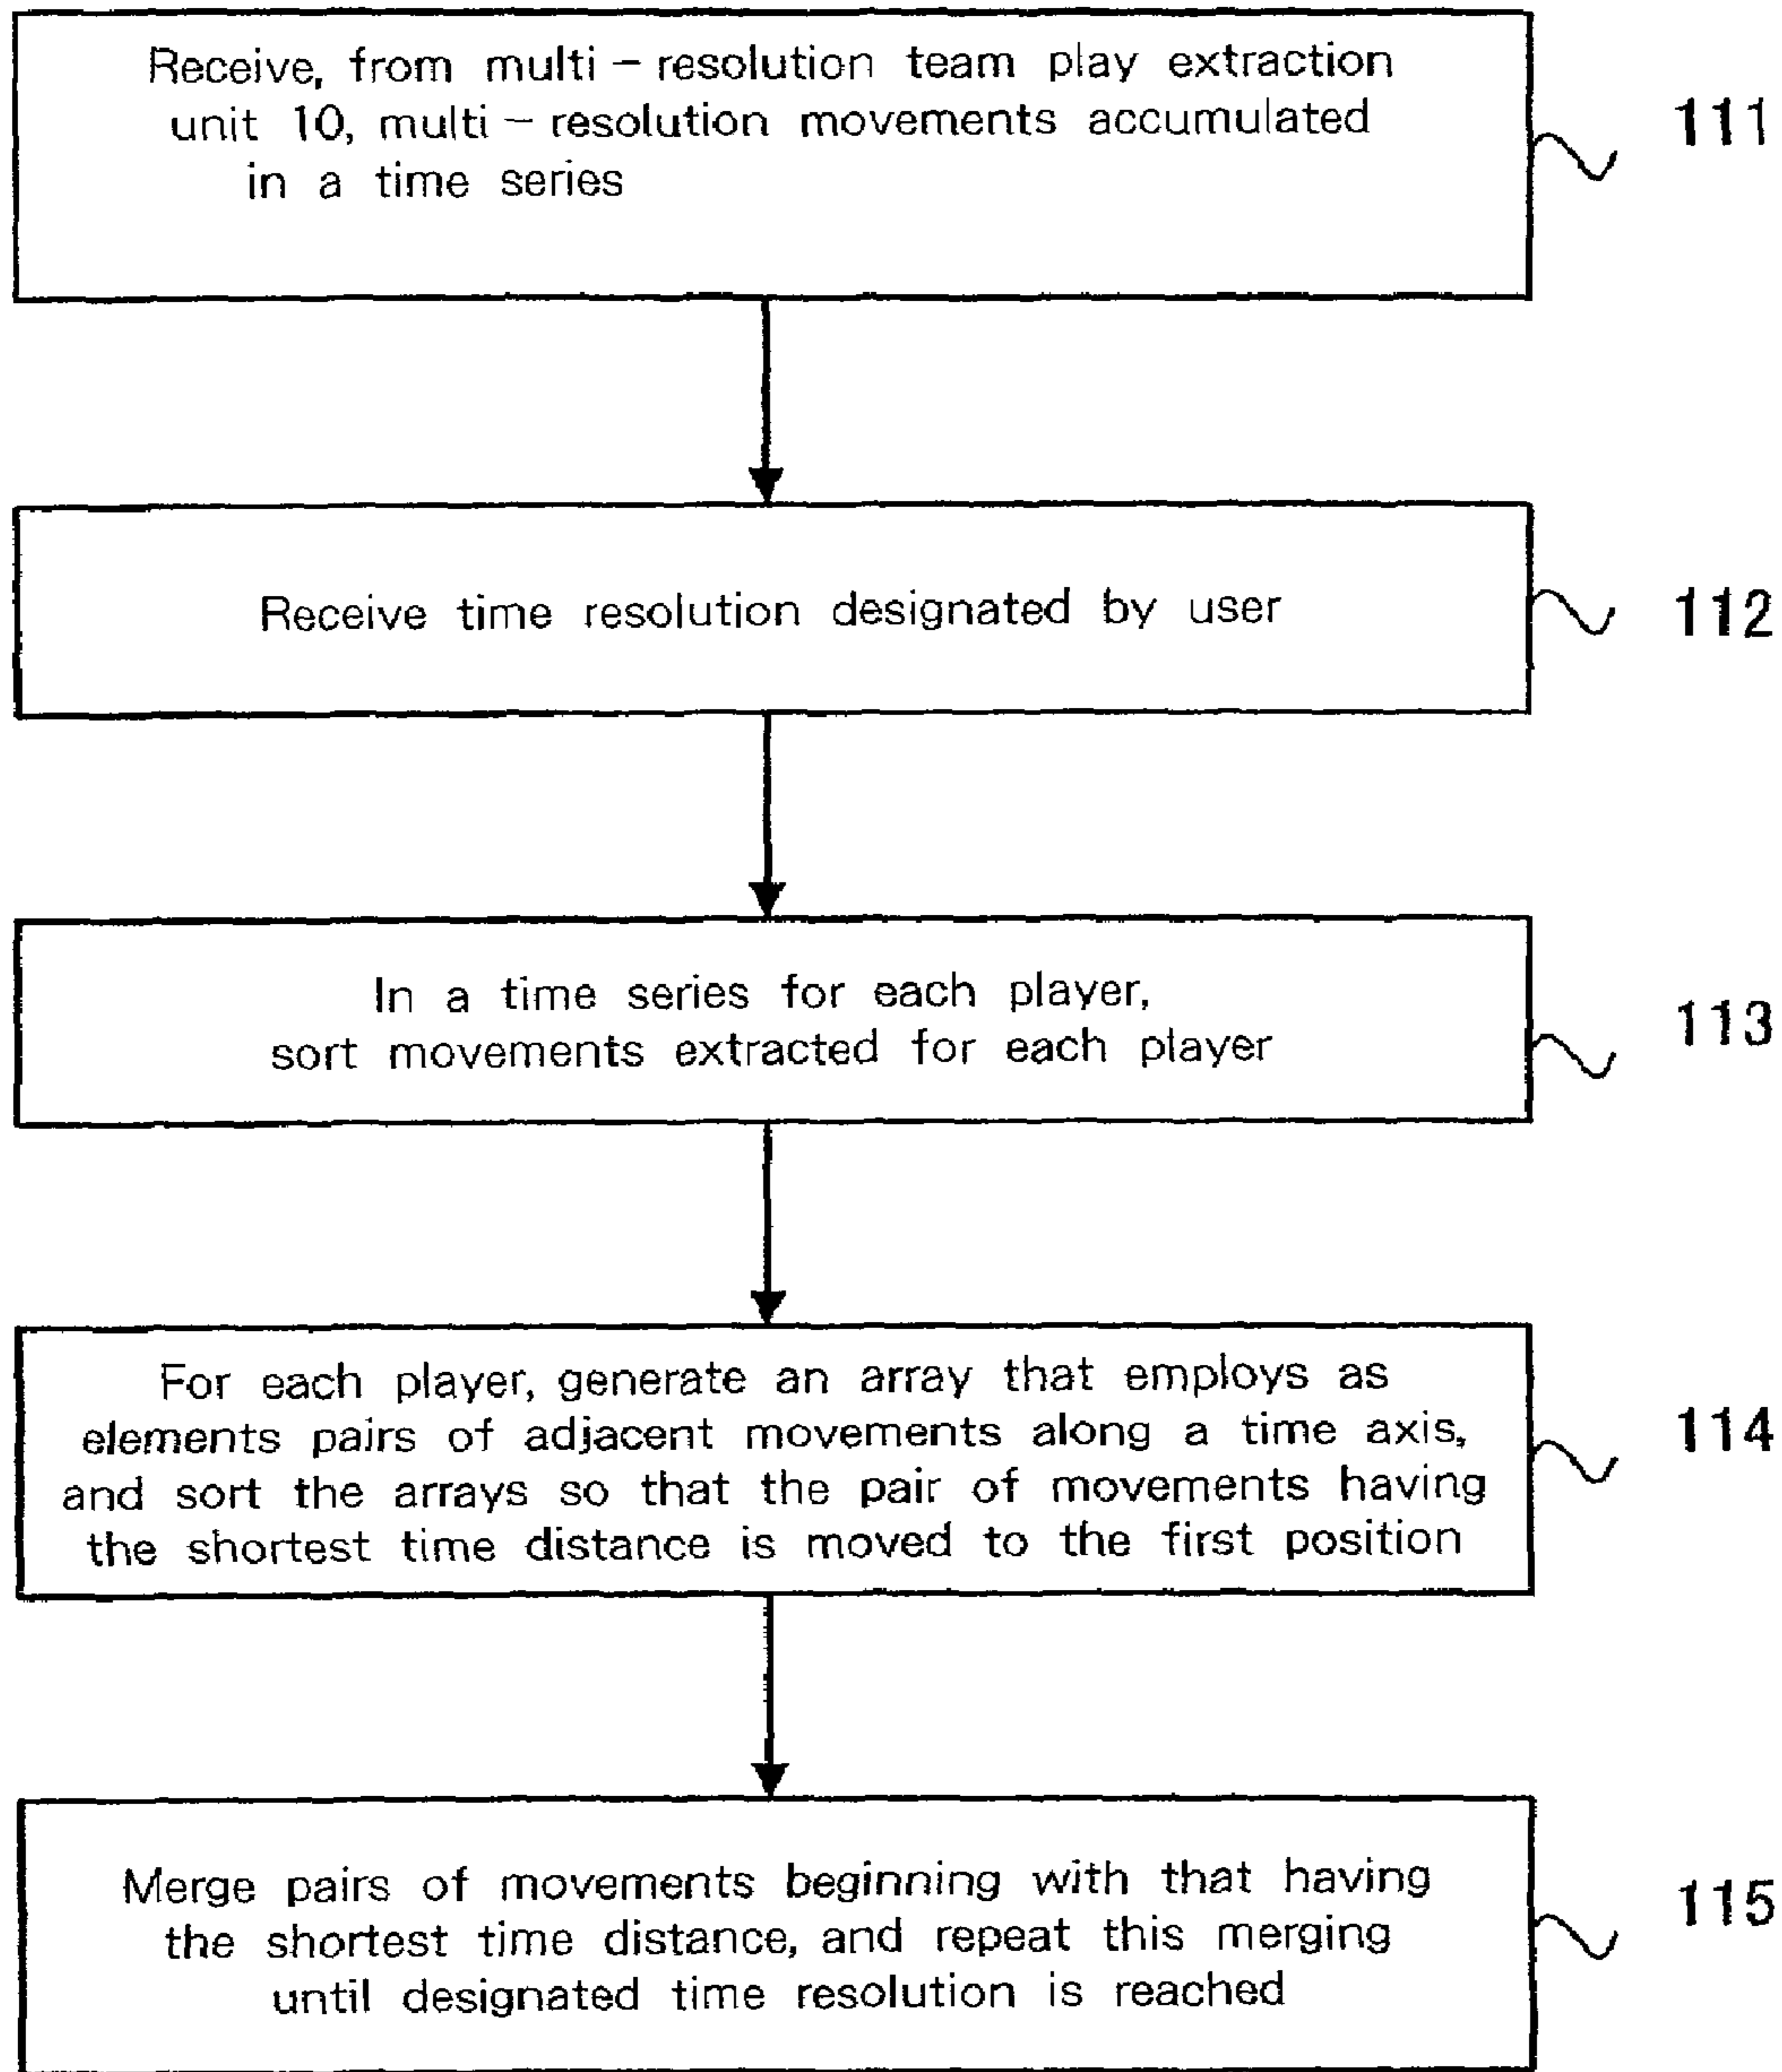 Receive, from multi – resolution team play extraction
unit 10, multi – resolution movements accumulated
in a time series
111
Receive time resolution designated by user
112
In a time series for each player,
sort movements extracted for each player
113
For each player, generate an array that employs as
elements pairs of adjacent movements along a time axis,
and sort the arrays so that the pair of movements having
the shortest time distance is moved to the first position
114
Merge pairs of movements beginning with that having
the shortest time distance, and repeat this merging
until designated time resolution is reached
115